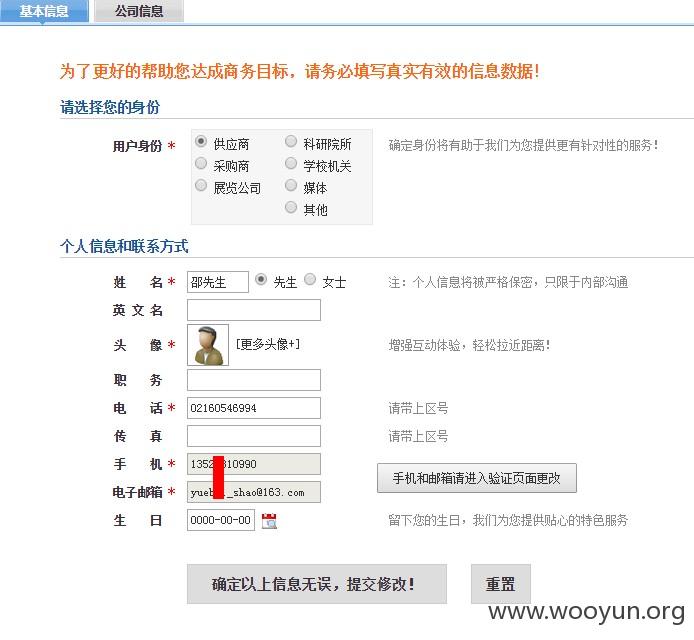 基本信息 公司信息
为了更好的帮助您达成商务目标，请务必填写真实有效的信息数据！
请选择您的身份
用户身份 * 供应商 科研院所 确定身份将有助于我们为您提供更有针对性的服务！
采购商 学校机关
展览公司 媒体
其他
个人信息和联系方式
姓 名 * 邵先生 先生 女士 注：个人信息将被严格保密，只限于内部沟通
英 文 名
头 像 * [更多头像+] 增强互动体验，轻松拉近距离！
职 务
电 话 * 02160546994 请带上区号
传 真 请带上区号
手 机 *
手机和邮箱请进入验证页面更改
电子邮箱 *
生 日 0000-00-00 留下您的生日，我们为您提供贴心的特色服务
确定以上信息无误，提交修改！ 重置
www.wooyun.org